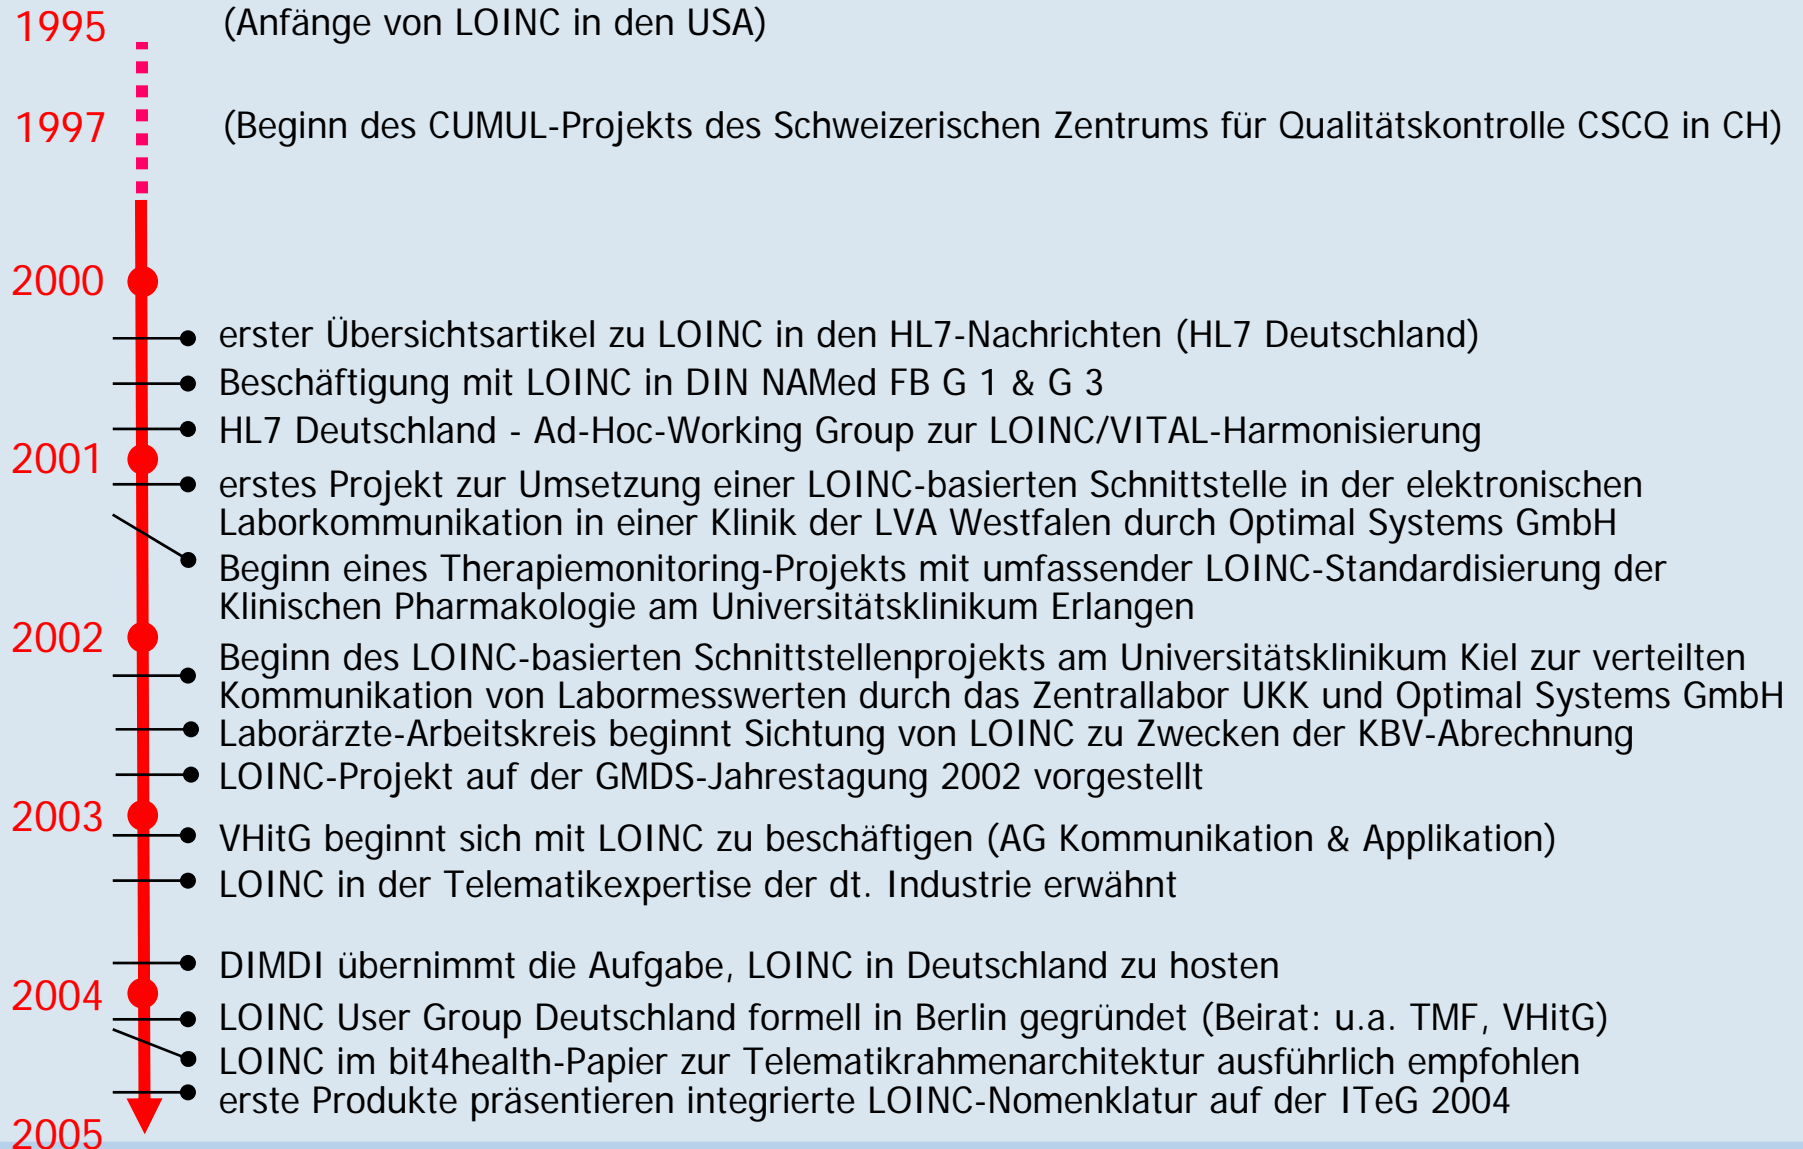 1995 (Anfänge von LOINC in den USA)
1997 (Beginn des CUMUL-Projekts des Schweizerischen Zentrums für Qualitätskontrolle CSCQ in CH)
2000
erster Übersichtsartikel zu LOINC in den HL7-Nachrichten (HL7 Deutschland)
Beschäftigung mit LOINC in DIN NAMed FB G 1 & G 3
HL7 Deutschland - Ad-Hoc-Working Group zur LOINC/VITAL-Harmonisierung
2001
erstes Projekt zur Umsetzung einer LOINC-basierten Schnittstelle in der elektronischen
Laborkommunikation in einer Klinik der LVA Westfalen durch Optimal Systems GmbH
Beginn eines Therapiemonitoring-Projekts mit umfassender LOINC-Standardisierung der
Klinischen Pharmakologie am Universitätsklinikum Erlangen
2002
Beginn des LOINC-basierten Schnittstellenprojekts am Universitätsklinikum Kiel zur verteilten
Kommunikation von Labormesswerten durch das Zentrallabor UKK und Optimal Systems GmbH
Laborärzte-Arbeitskreis beginnt Sichtung von LOINC zu Zwecken der KBV-Abrechnung
LOINC-Projekt auf der GMDS-Jahrestagung 2002 vorgestellt
2003
VHitG beginnt sich mit LOINC zu beschäftigen (AG Kommunikation & Applikation)
LOINC in der Telematikexpertise der dt. Industrie erwähnt
DIMDI übernimmt die Aufgabe, LOINC in Deutschland zu hosten
2004
LOINC User Group Deutschland formell in Berlin gegründet (Beirat: u.a. TMF, VHitG)
LOINC im bit4health-Papier zur Telematikrahmenarchitektur ausführlich empfohlen
erste Produkte präsentieren integrierte LOINC-Nomenklatur auf der ITeG 2004
2005